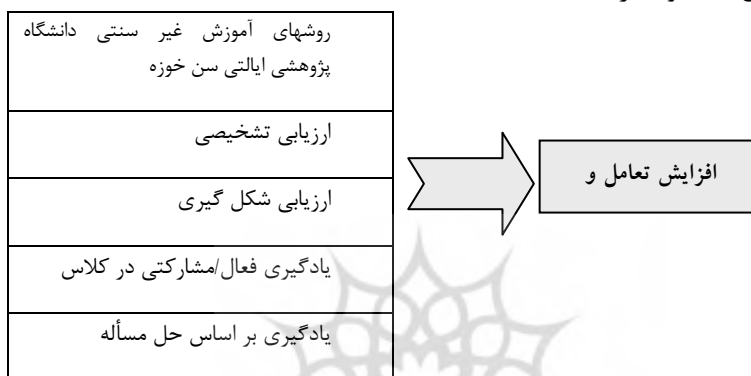 روشهای آموزش غیر سنتی دانشگاه
پژوهشی ایالتی سن خوزه
ارزیابی تشخیصی
ارزیابی شکل گیری
یادگیری فعال/مشارکتی در کلاس
یادگیری بر اساس حل مسأله
افزایش تعامل و